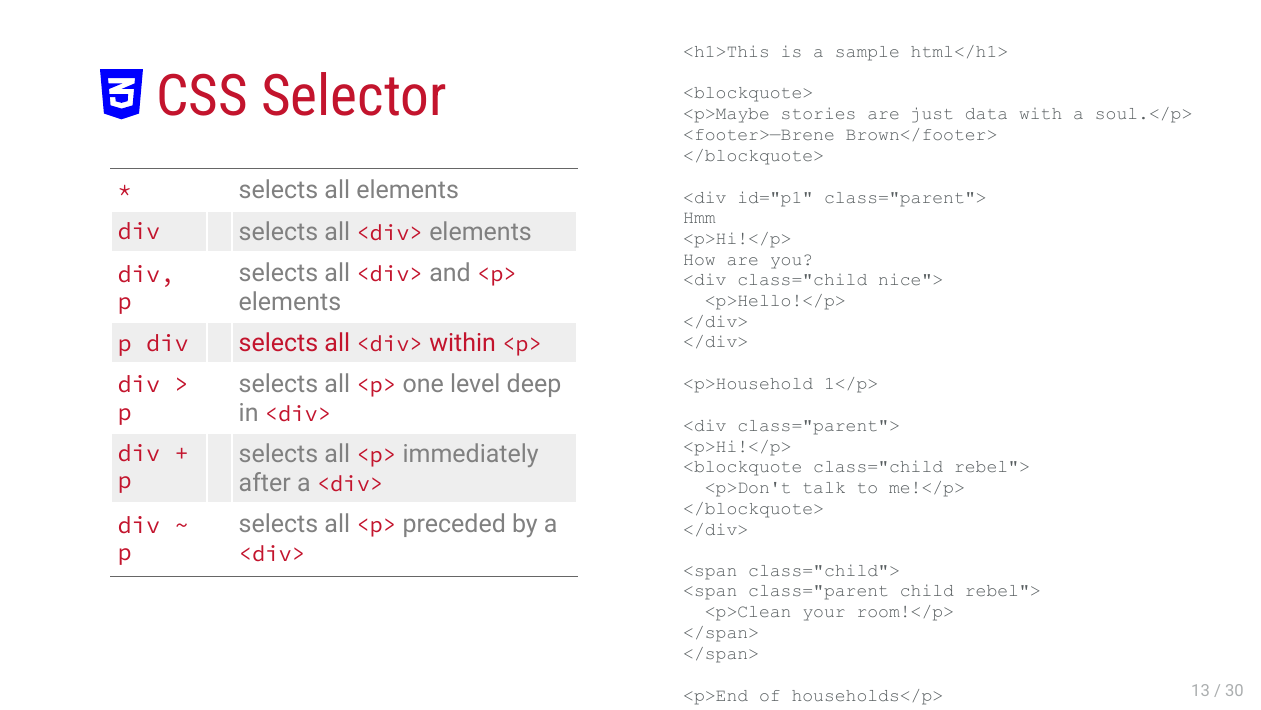 CSS Selector
* selects all elements
div selects all <div> elements
div, selects all <div> and <p>
p elements
p div selects all <div> within <p>
div > selects all <p> one level deep
p in <div>
div + selects all <p> immediately
p after a <div>
div ~ selects all <p> preceded by a
p <div>
<h1>This is a sample html</h1>
<blockquote>
<p>Maybe stories are just data with a soul.</p>
<footer>—Brene Brown</footer>
</blockquote>
<div id="p1" class="parent">
Hmm
<p>Hi!</p>
How are you?
<div class="child nice">
<p>Hello!</p>
</div>
</div>
<p>Household 1</p>
<div class="parent">
<p>Hi!</p>
<blockquote class="child rebel">
<p>Don't talk to me!</p>
</blockquote>
</div>
<span class="child">
<span class="parent child rebel">
<p>Clean your room!</p>
</span>
</span>
<p>End of households</p>
13 / 30